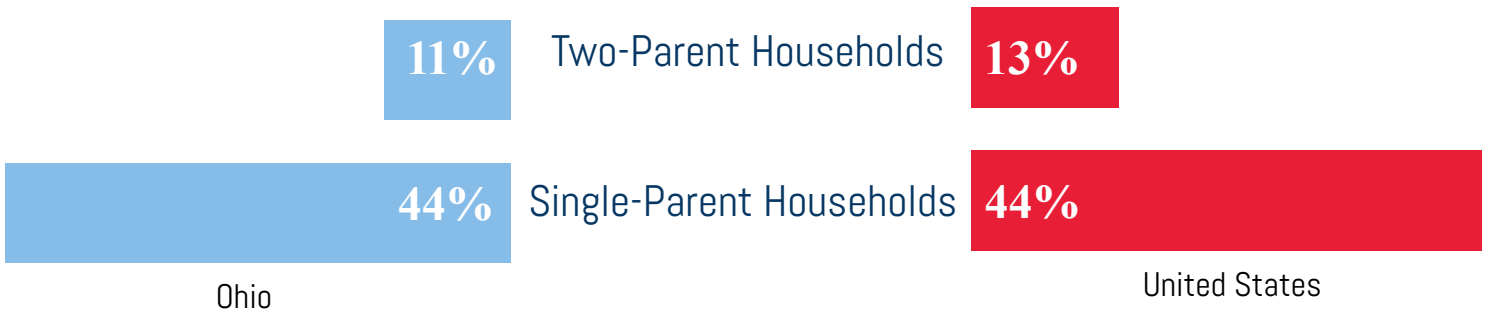 11% Two-Parent Households 13%
44% Single-Parent Households 44%
Ohio United States